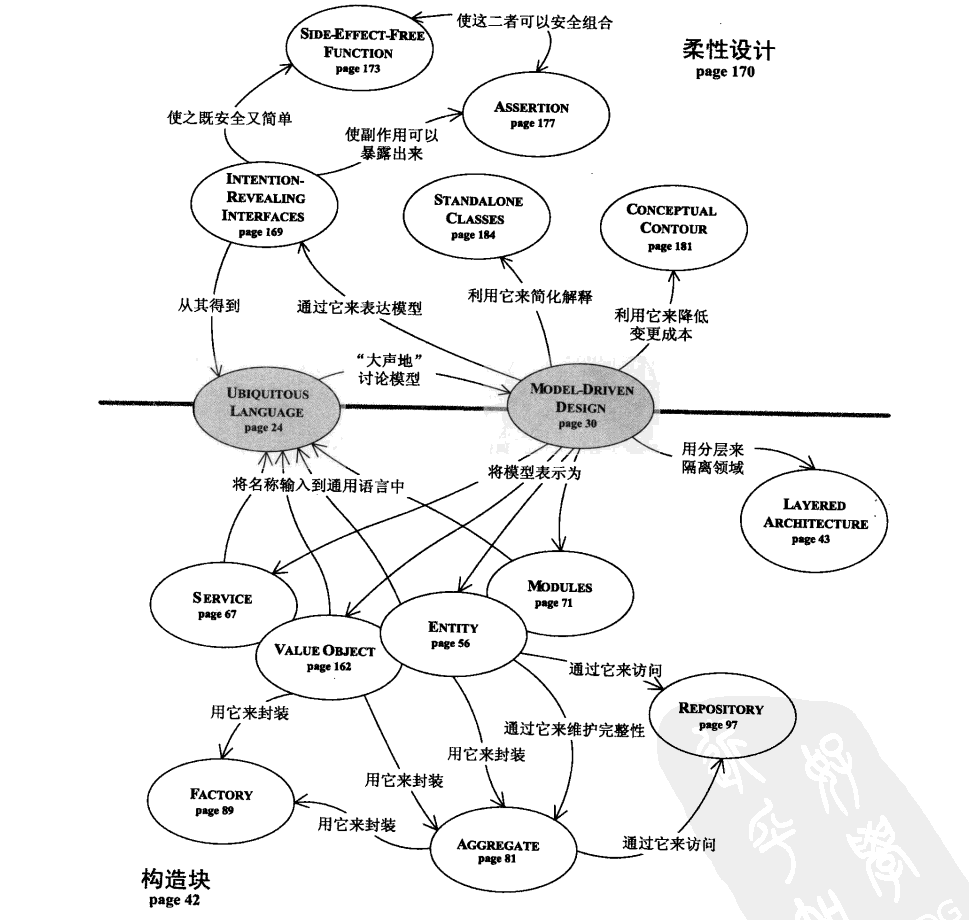 SIDE-EFFECT-FREE
FUNCTION
page 173
使这二者可以安全组合
柔性设计
page 170
ASSERTION
page 177
使之既安全又简单
使副作用可以
暴露出来
INTENTION-
REVEALING
INTERFACES
page 169
STANDALONE
CLASSES
page 184
CONCEPTUAL
CONTOUR
page 181
从其得到
通过它来表达模型
利用它来简化解释
利用它来降低
变更成本
“大声地”
讨论模型
UBIQUITOUS
LANGUAGE
page 24
MODEL-DRIVEN
DESIGN
page 30
用分层来
隔离领域
将名称输入到通用语言中
将模型表示为
LAYERED
ARCHITECTURE
page 43
SERVICE
page 67
MODULES
page 71
VALUE OBJECT
page 162
ENTITY
page 56
通过它来访问
REPOSITORY
page 97
用它来封装
通过它来维护完整性
用它来封装
用它来封装
FACTORY
page 89
用它来封装
AGGREGATE
page 81
通过它来访问
构造块
page 42